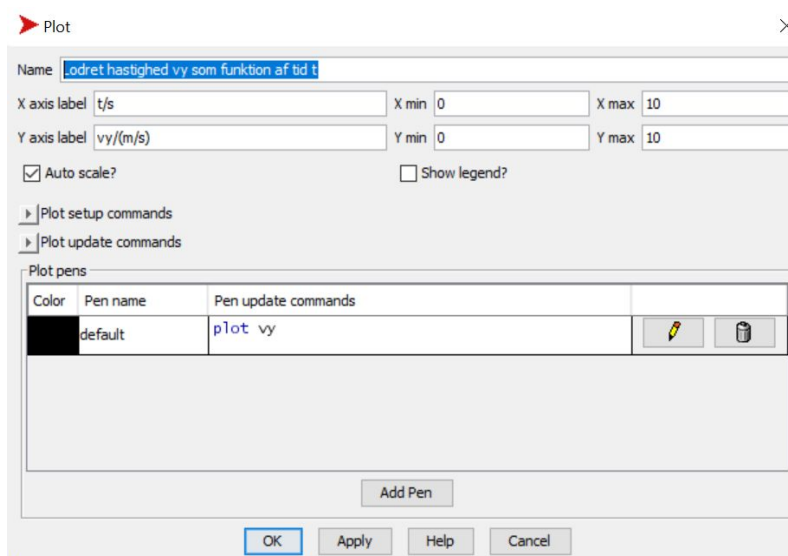 Plot
Name Lodret hastighed vy som funktion af tid t
X axis label t/s X min 0 X max 10
Y axis label vy/(m/s) Y min 0 Y max 10
Auto scale? Show legend?
Plot setup commands
Plot update commands
Plot pens
Color Pen name Pen update commands
default plot vy
Add Pen
OK Apply Help Cancel